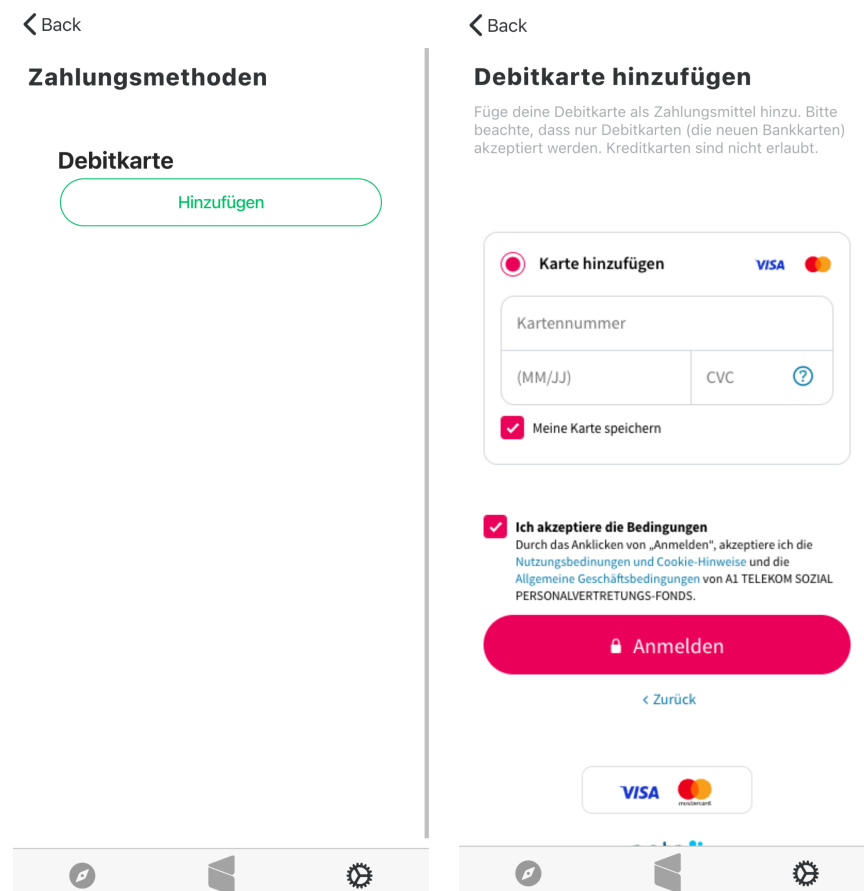 Back
Zahlungsmethoden
Debitkarte
Hinzufügen
Back
Debitkarte hinzufügen
Füge deine Debitkarte als Zahlungsmittel hinzu. Bitte
beachte, dass nur Debitkarten (die neuen Bankkarten)
akzeptiert werden. Kreditkarten sind nicht erlaubt.
Karte hinzufügen VISA
Kartennummer
(MM/JJ) CVC ?
Meine Karte speichern
Ich akzeptiere die Bedingungen
Durch das Anklicken von „Anmelden“, akzeptiere ich die
Nutzungsbedinungen und Cookie-Hinweise und die
Allgemeine Geschäftsbedingungen von A1 TELEKOM SOZIAL
PERSONALVERTRETUNGS-FONDS.
Anmelden
< Zurück
VISA mastercard